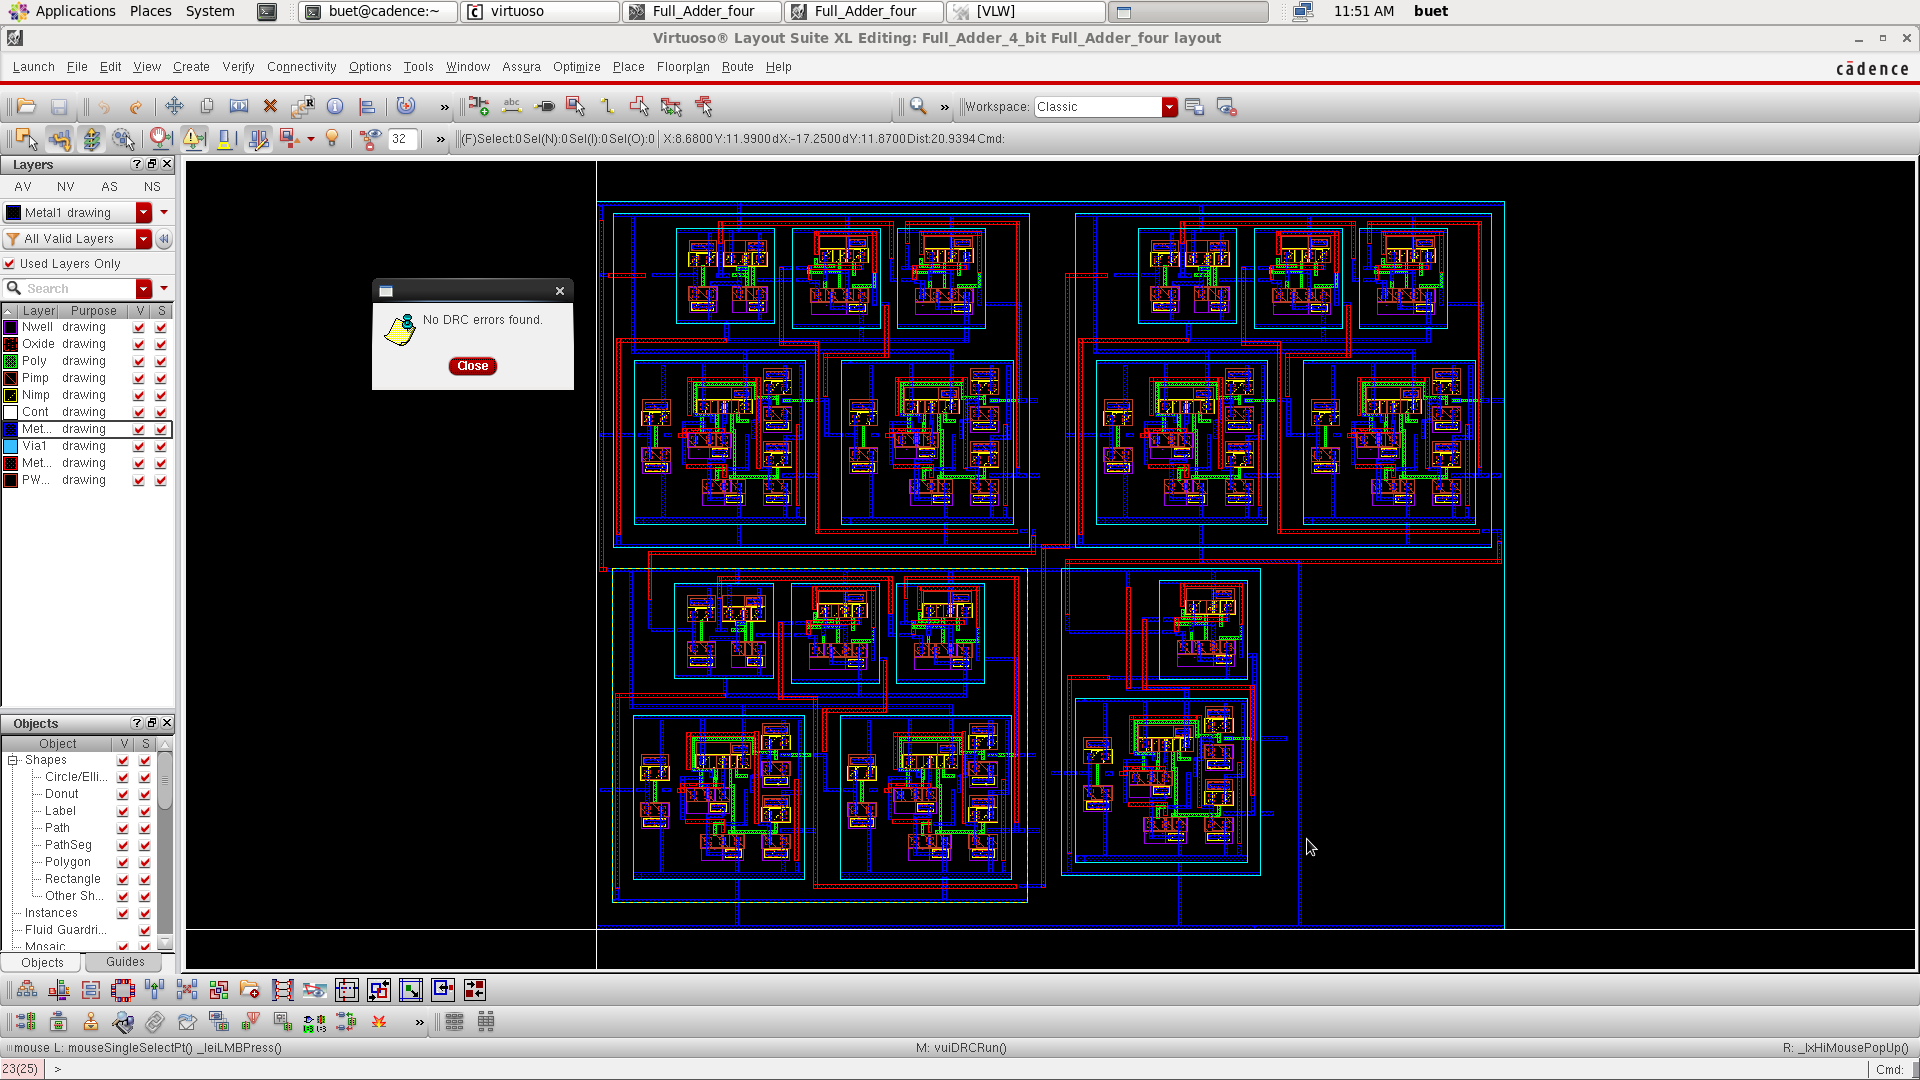 Applications Places System buet@cadence:~ virtuoso Full_Adder_four Full_Adder_four [VLW] 11:51 AM buet
Virtuoso® Layout Suite XL Editing: Full_Adder_4_bit Full_Adder_four layout
Launch File Edit View Create Verify Connectivity Options Tools Window Assura Optimize Place Floorplan Route Help cādence
» » Workspace: Classic
32 » (F)Select:0 Sel(N):0 Sel(I):0 Sel(O):0 X:8.6800 Y:11.9900 dX:-17.2500 dY:11.8700 Dist:20.9394 Cmd:
Layers
AV NV AS NS
Metal1 drawing
All Valid Layers
Used Layers Only
Search
Layer Purpose V S
Nwell drawing
Oxide drawing
Poly drawing
Pimp drawing
Nimp drawing
Cont drawing
Met... drawing
Via1 drawing
Met... drawing
PW... drawing
No DRC errors found.
Close
Objects
Object V S
Shapes
Circle/Elli...
Donut
Label
Path
PathSeg
Polygon
Rectangle
Other Sh...
Instances
Fluid Guardri...
Mosaic
Objects Guides
»
mouse L: mouseSingleSelectPt() _leiLMBPress() M: vuiDRCRun() R: _lxHiMousePopUp()
23(25) > Cmd: